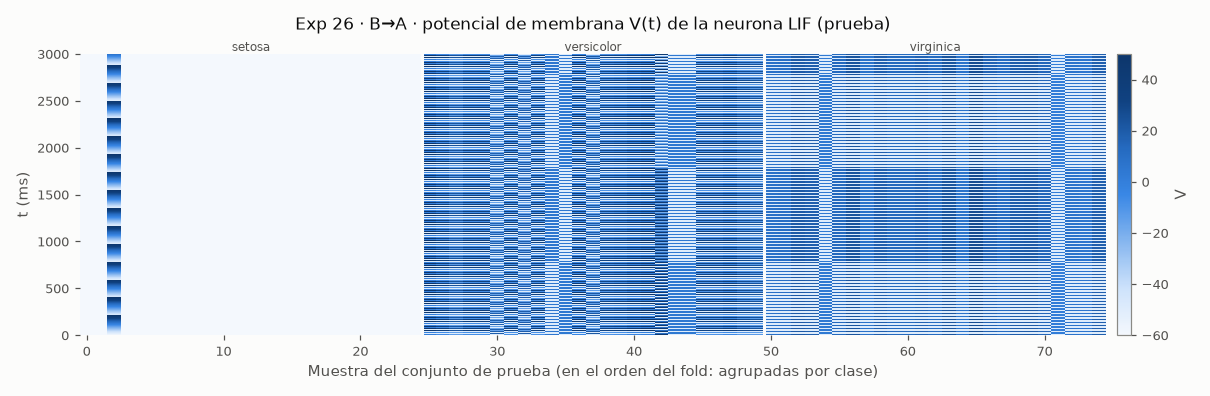 Exp 26 · B→A · potencial de membrana V(t) de la neurona LIF (prueba)
setosa versicolor virginica
3000
2500
2000
1500
1000
500
0
t (ms)
0 10 20 30 40 50 60 70
Muestra del conjunto de prueba (en el orden del fold: agrupadas por clase)
40
20
0
−20
−40
−60
V